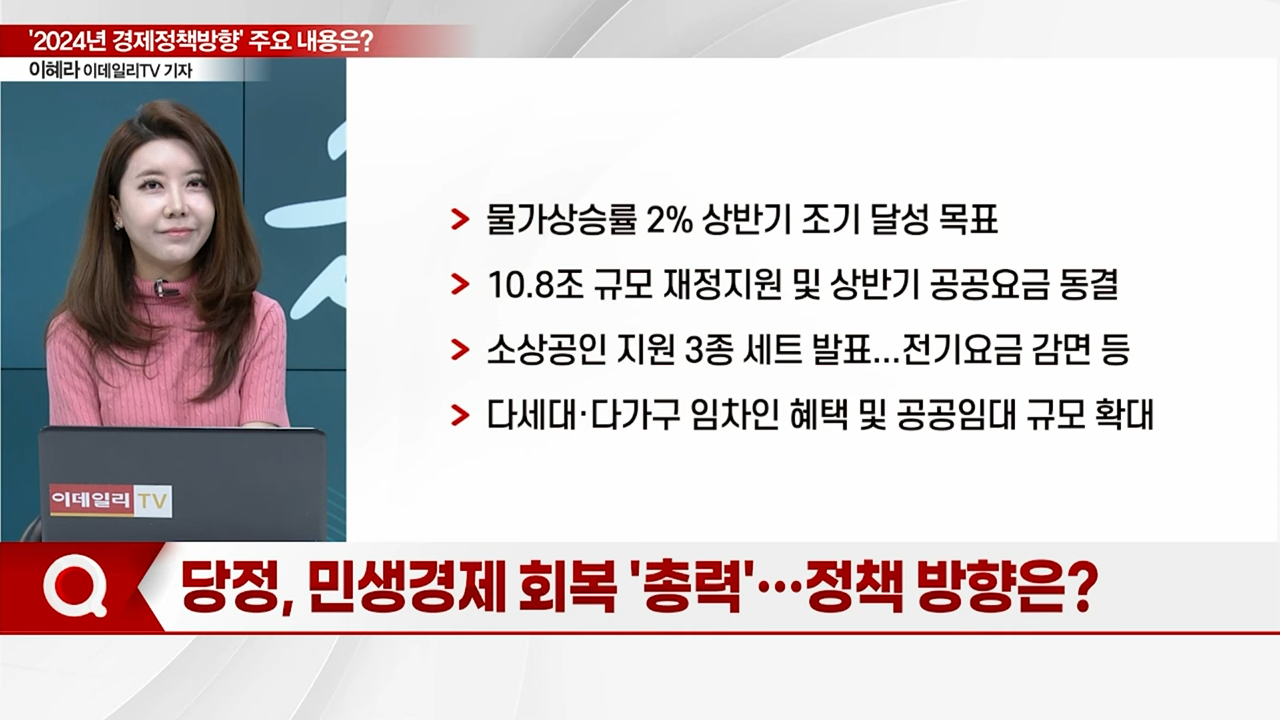 '2024년 경제정책방향' 주요 내용은?
이혜라 이데일리TV 기자
> 물가상승률 2% 상반기 조기 달성 목표
> 10.8조 규모 재정지원 및 상반기 공공요금 동결
> 소상공인 지원 3종 세트 발표...전기요금 감면 등
> 다세대·다가구 임차인 혜택 및 공공임대 규모 확대
이데일리 TV
Q 당정, 민생경제 회복 '총력'…정책 방향은?